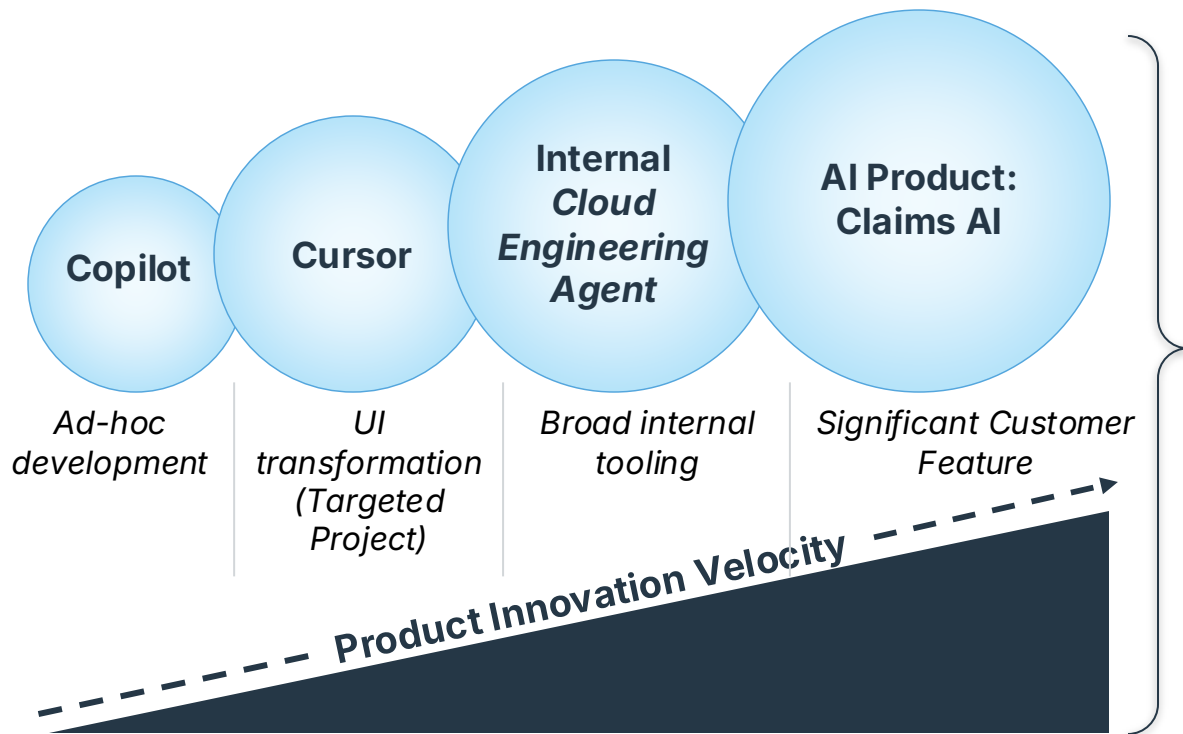 Copilot
Cursor
Internal
Cloud
Engineering
Agent
AI Product:
Claims AI
Ad-hoc
development
UI
transformation
(Targeted
Project)
Broad internal
tooling
Significant Customer
Feature
Product Innovation Velocity